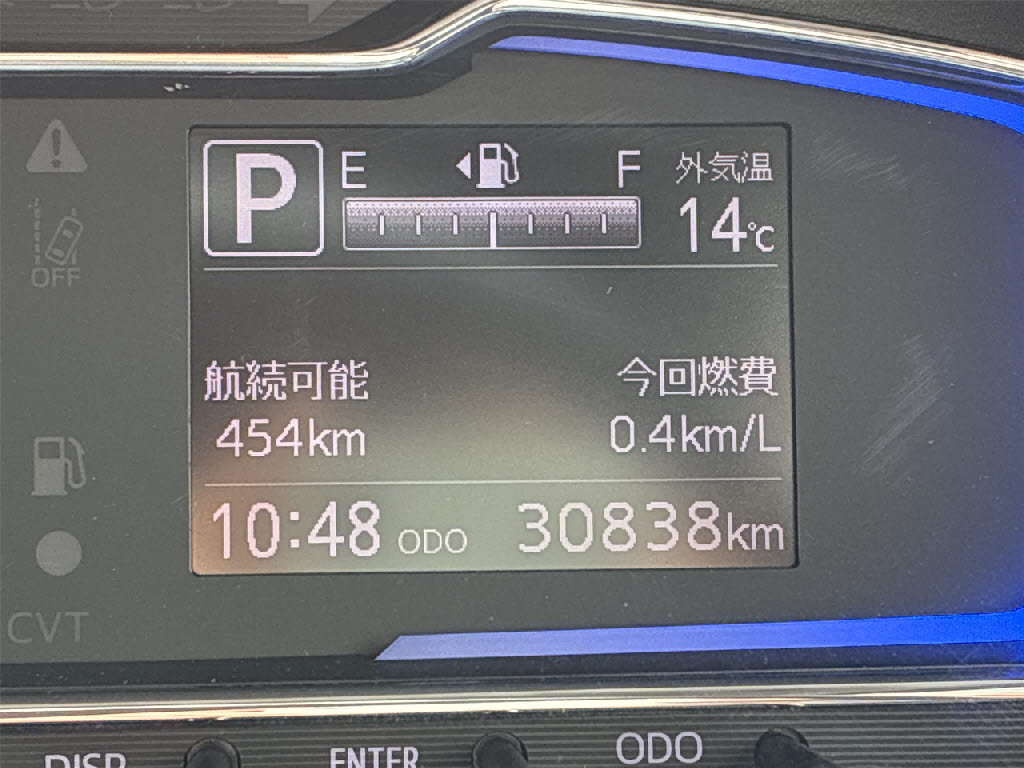 P
E F
外気温
14℃
航続可能 今回燃費
454km 0.4km/L
10:48 ODO 30838km
OFF
CVT
DISP ENTER ODO